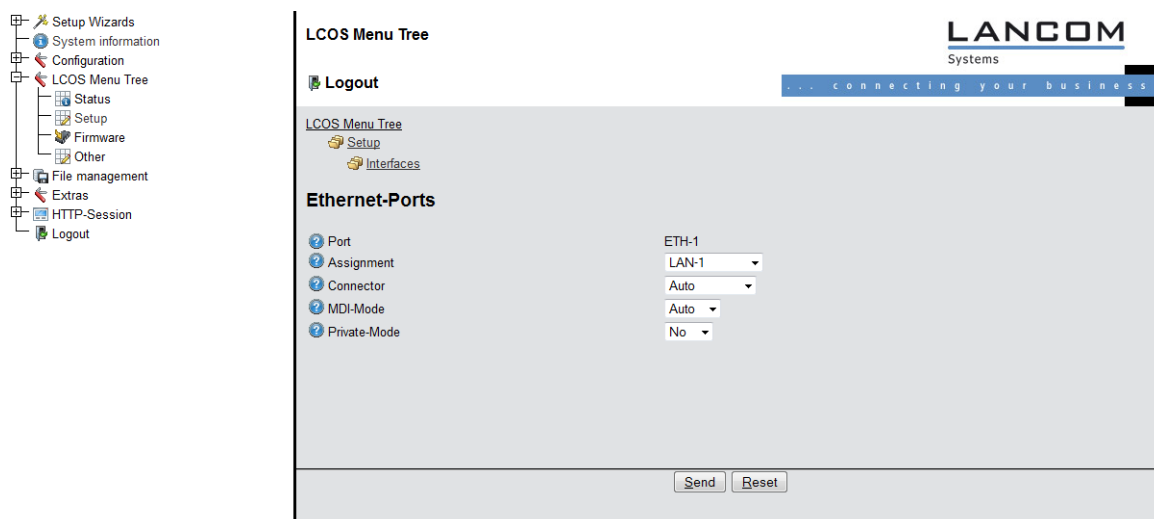 Setup Wizards
System information
Configuration
LCOS Menu Tree
Status
Setup
Firmware
Other
File management
Extras
HTTP-Session
Logout
LCOS Menu Tree
LANCOM
Systems
Logout
... connecting your business
LCOS Menu Tree
Setup
Interfaces
Ethernet-Ports
Port ETH-1
Assignment LAN-1
Connector Auto
MDI-Mode Auto
Private-Mode No
Send Reset